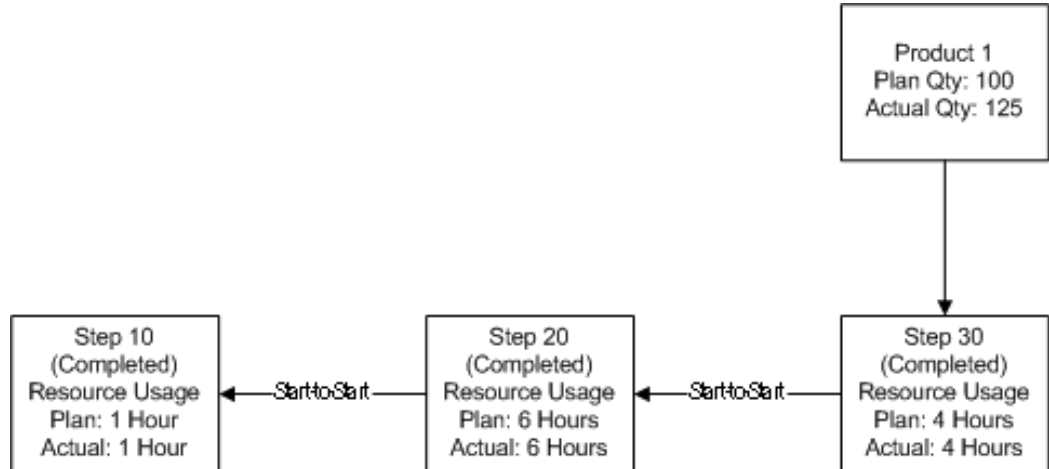 Product 1
Plan Qty: 100
Actual Qty: 125
Step 10
(Completed)
Resource Usage
Plan: 1 Hour
Actual: 1 Hour
Start-to-Start
Step 20
(Completed)
Resource Usage
Plan: 6 Hours
Actual: 6 Hours
Start-to-Start
Step 30
(Completed)
Resource Usage
Plan: 4 Hours
Actual: 4 Hours